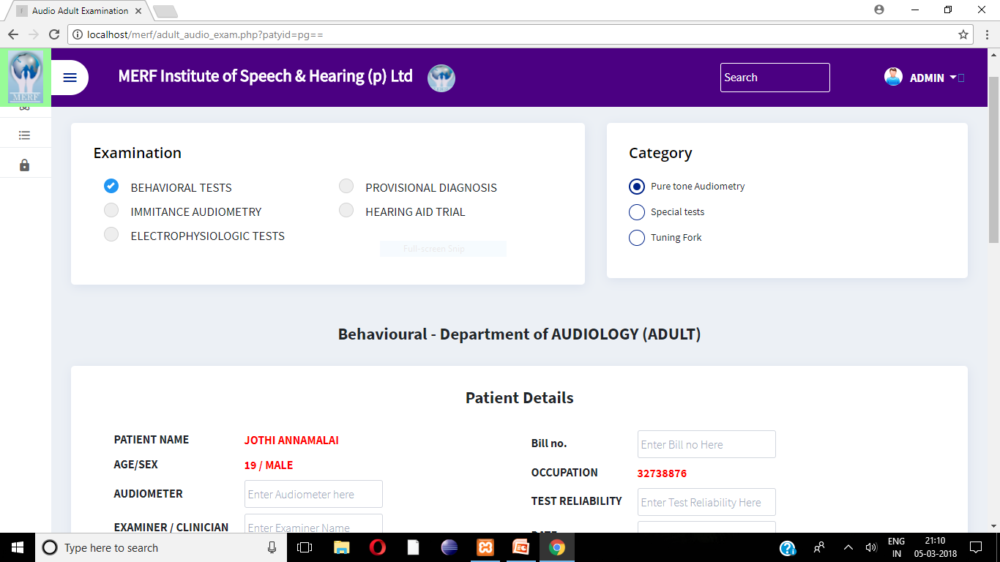 Audio Adult Examination
localhost/merf/adult_audio_exam.php?patyid=pg==
MERF
MERF Institute of Speech & Hearing (p) Ltd
Search
ADMIN
Examination
BEHAVIORAL TESTS
PROVISIONAL DIAGNOSIS
IMMITANCE AUDIOMETRY
HEARING AID TRIAL
ELECTROPHYSIOLOGIC TESTS
Full-screen Snip
Category
Pure tone Audiometry
Special tests
Tuning Fork
Behavioural - Department of AUDIOLOGY (ADULT)
Patient Details
PATIENT NAME JOTHI ANNAMALAI
Bill no. Enter Bill no Here
AGE/SEX 19 / MALE
OCCUPATION 32738876
AUDIOMETER Enter Audiometer here
TEST RELIABILITY Enter Test Reliability Here
EXAMINER / CLINICIAN Enter Examiner Name
Type here to search
ENG
IN
21:10
05-03-2018